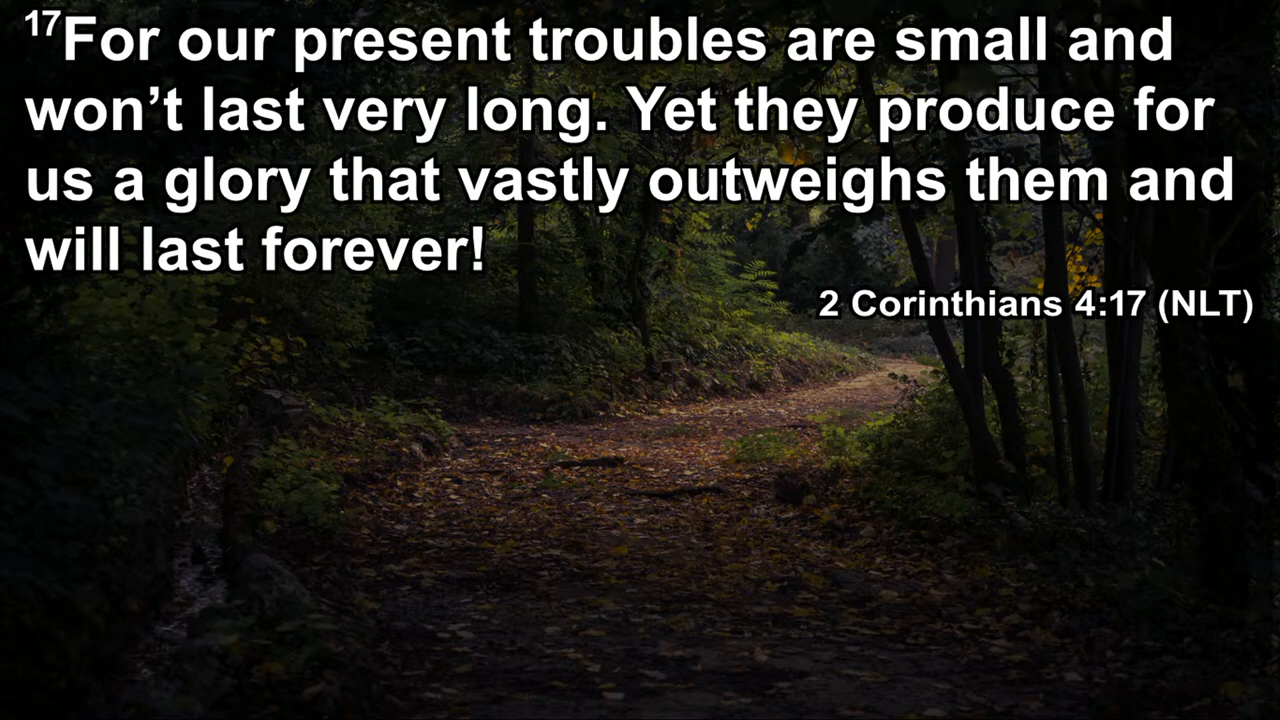 17For our present troubles are small and
won’t last very long. Yet they produce for
us a glory that vastly outweighs them and
will last forever!
2 Corinthians 4:17 (NLT)